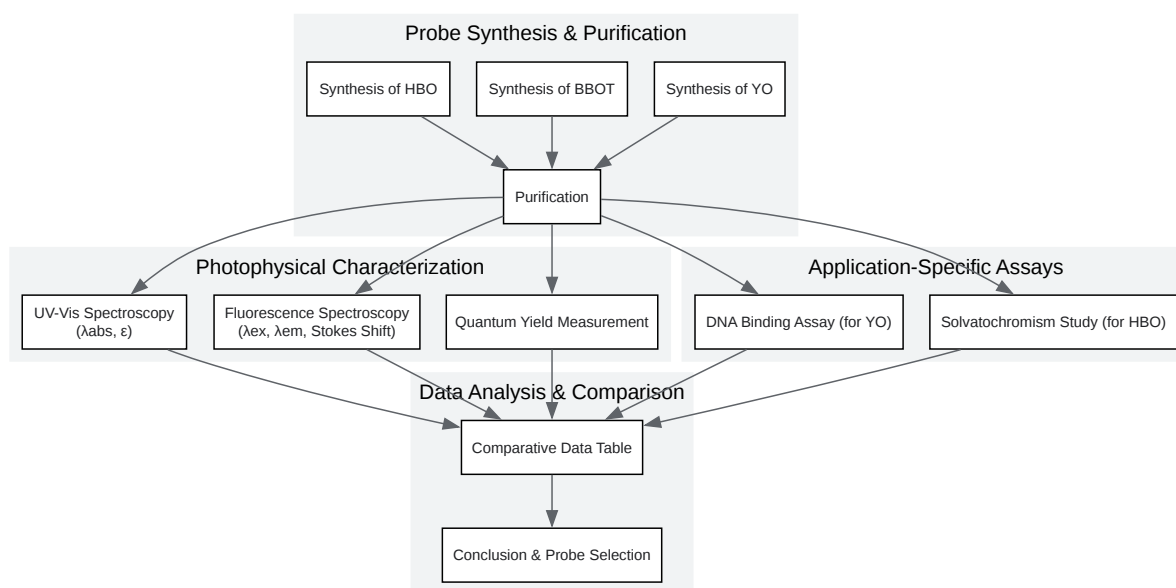 Probe Synthesis & Purification
Synthesis of HBO
Synthesis of BBOT
Synthesis of YO
Purification
Photophysical Characterization
Application-Specific Assays
UV-Vis Spectroscopy
(λabs, ε)
Fluorescence Spectroscopy
(λex, λem, Stokes Shift)
Quantum Yield Measurement
DNA Binding Assay (for YO)
Solvatochromism Study (for HBO)
Data Analysis & Comparison
Comparative Data Table
Conclusion & Probe Selection